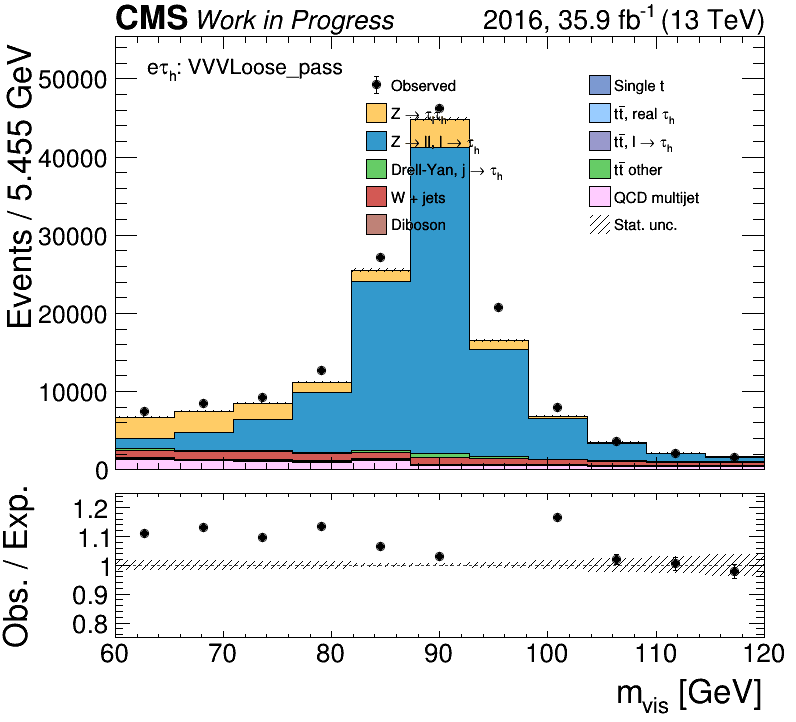 CMS Work in Progress 2016, 35.9 fb⁻¹ (13 TeV)
eτₕ: VVVLoose_pass
Observed
Z → τₗτₕ
Z → ll, l → τₕ
Drell-Yan, j → τₕ
W + jets
Diboson
Single t
tt̄, real τₕ
tt̄, l → τₕ
tt̄ other
QCD multijet
Stat. unc.
Events / 5.455 GeV
50000
40000
30000
20000
10000
0
Obs. / Exp.
1.2
1.1
1
0.9
0.8
60 70 80 90 100 110 120
m_vis [GeV]